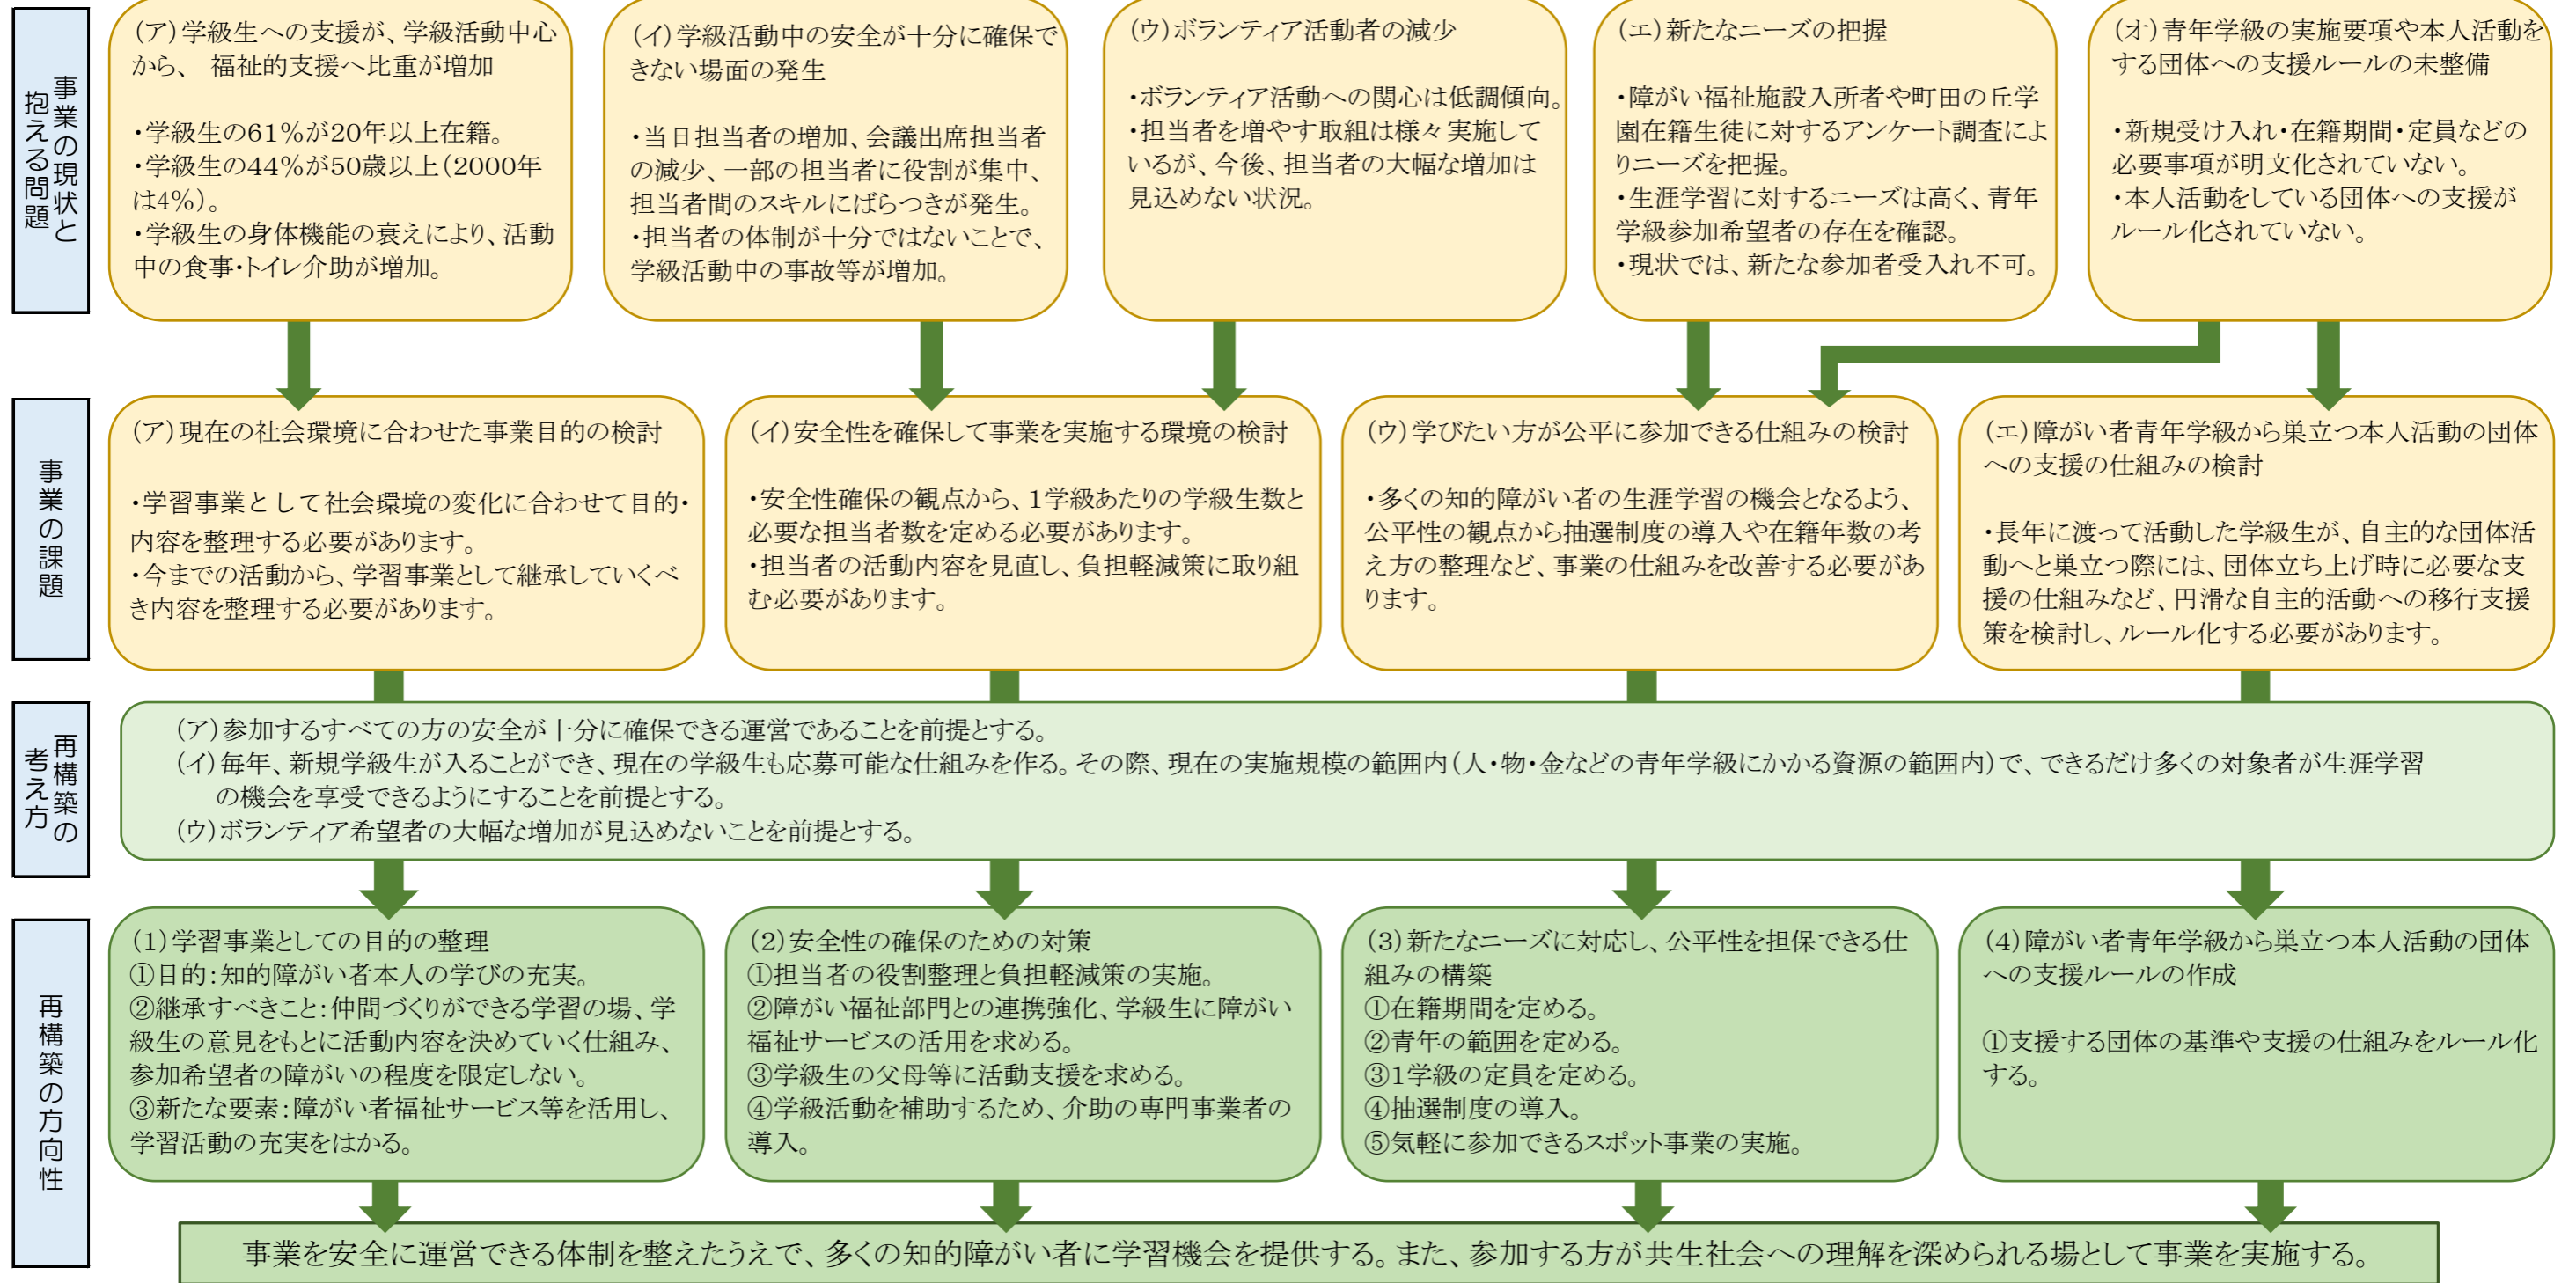 事業の現状と
抱える問題
(ア)学級生への支援が、学級活動中心
から、 福祉的支援へ比重が増加
・学級生の61%が20年以上在籍。
・学級生の44%が50歳以上(2000年
は4%)。
・学級生の身体機能の衰えにより、活動
中の食事・トイレ介助が増加。
(イ)学級活動中の安全が十分に確保で
きない場面の発生
・当日担当者の増加、会議出席担当者
の減少、一部の担当者に役割が集中、
担当者間のスキルにばらつきが発生。
・担当者の体制が十分ではないことで、
学級活動中の事故等が増加。
(ウ)ボランティア活動者の減少
・ボランティア活動への関心は低調傾向。
・担当者を増やす取組は様々実施して
いるが、今後、担当者の大幅な増加は
見込めない状況。
(エ)新たなニーズの把握
・障がい福祉施設入所者や町田の丘学
園在籍生徒に対するアンケート調査によ
りニーズを把握。
・生涯学習に対するニーズは高く、青年
学級参加希望者の存在を確認。
・現状では、新たな参加者受入れ不可。
(オ)青年学級の実施要項や本人活動を
する団体への支援ルールの未整備
・新規受け入れ・在籍期間・定員などの
必要事項が明文化されていない。
・本人活動をしている団体への支援が
ルール化されていない。
事業の課題
(ア)現在の社会環境に合わせた事業目的の検討
・学習事業として社会環境の変化に合わせて目的・
内容を整理する必要があります。
・今までの活動から、学習事業として継承していくべ
き内容を整理する必要があります。
(イ)安全性を確保して事業を実施する環境の検討
・安全性確保の観点から、1学級あたりの学級生数と
必要な担当者数を定める必要があります。
・担当者の活動内容を見直し、負担軽減策に取り組
む必要があります。
(ウ)学びたい方が公平に参加できる仕組みの検討
・多くの知的障がい者の生涯学習の機会となるよう、
公平性の観点から抽選制度の導入や在籍年数の考
え方の整理など、事業の仕組みを改善する必要があ
ります。
(エ)障がい者青年学級から巣立つ本人活動の団体
への支援の仕組みの検討
・長年に渡って活動した学級生が、自主的な団体活
動へと巣立つ際には、団体立ち上げ時に必要な支
援の仕組みなど、円滑な自主的活動への移行支援
策を検討し、ルール化する必要があります。
再構築の
考え方
(ア)参加するすべての方の安全が十分に確保できる運営であることを前提とする。
(イ)毎年、新規学級生が入ることができ、現在の学級生も応募可能な仕組みを作る。その際、現在の実施規模の範囲内(人・物・金などの青年学級にかかる資源の範囲内)で、できるだけ多くの対象者が生涯学習
の機会を享受できるようにすることを前提とする。
(ウ)ボランティア希望者の大幅な増加が見込めないことを前提とする。
再構築の方向性
(1)学習事業としての目的の整理
①目的:知的障がい者本人の学びの充実。
②継承すべきこと:仲間づくりができる学習の場、学
級生の意見をもとに活動内容を決めていく仕組み、
参加希望者の障がいの程度を限定しない。
③新たな要素:障がい者福祉サービス等を活用し、
学習活動の充実をはかる。
(2)安全性の確保のための対策
①担当者の役割整理と負担軽減策の実施。
②障がい福祉部門との連携強化、学級生に障がい
福祉サービスの活用を求める。
③学級生の父母等に活動支援を求める。
④学級活動を補助するため、介助の専門事業者の
導入。
(3)新たなニーズに対応し、公平性を担保できる仕
組みの構築
①在籍期間を定める。
②青年の範囲を定める。
③1学級の定員を定める。
④抽選制度の導入。
⑤気軽に参加できるスポット事業の実施。
(4)障がい者青年学級から巣立つ本人活動の団体
への支援ルールの作成
①支援する団体の基準や支援の仕組みをルール化
する。
事業を安全に運営できる体制を整えたうえで、多くの知的障がい者に学習機会を提供する。また、参加する方が共生社会への理解を深められる場として事業を実施する。